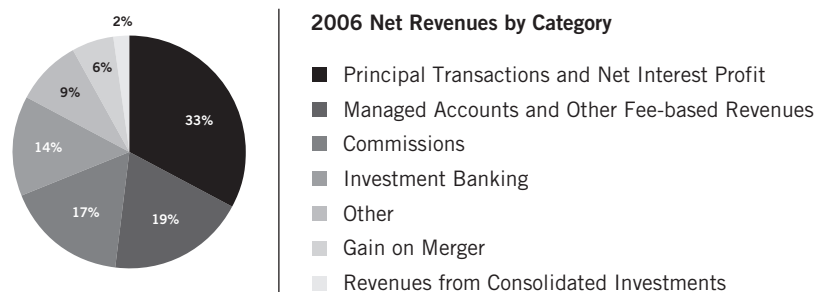 2%
6%
9%
33%
14%
17%
19%
2006 Net Revenues by Category
Principal Transactions and Net Interest Profit
Managed Accounts and Other Fee-based Revenues
Commissions
Investment Banking
Other
Gain on Merger
Revenues from Consolidated Investments